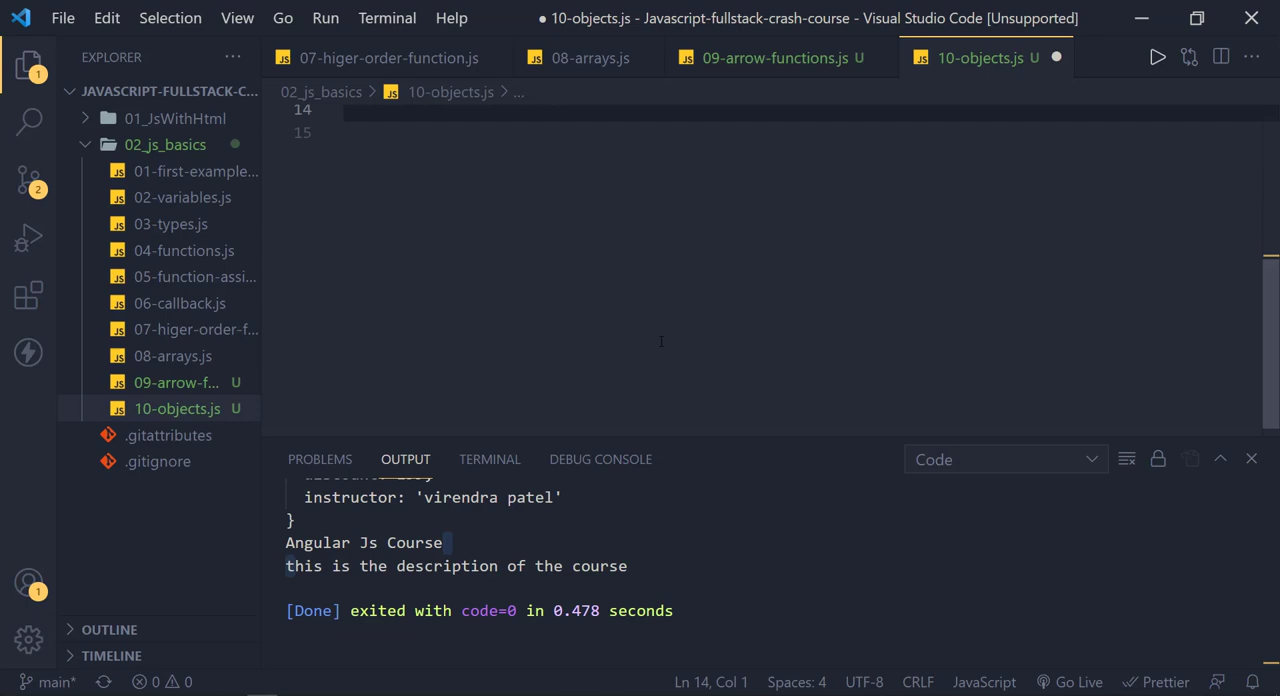 File Edit Selection View Go Run Terminal Help
● 10-objects.js - Javascript-fullstack-crash-course - Visual Studio Code [Unsupported]
EXPLORER
07-higer-order-function.js
08-arrays.js
09-arrow-functions.js U
10-objects.js U
02_js_basics > 10-objects.js > ...
JAVASCRIPT-FULLSTACK-C...
01_JsWithHtml
02_js_basics
01-first-example...
02-variables.js
03-types.js
04-functions.js
05-function-assi...
06-callback.js
07-higer-order-f...
08-arrays.js
09-arrow-f... U
10-objects.js U
.gitattributes
.gitignore
OUTLINE
TIMELINE
1
2
1
14
15
PROBLEMS OUTPUT TERMINAL DEBUG CONSOLE
Code
instructor: 'virendra patel'
}
Angular Js Course
this is the description of the course
[Done] exited with code=0 in 0.478 seconds
main* 0 0
Ln 14, Col 1 Spaces: 4 UTF-8 CRLF JavaScript Go Live Prettier